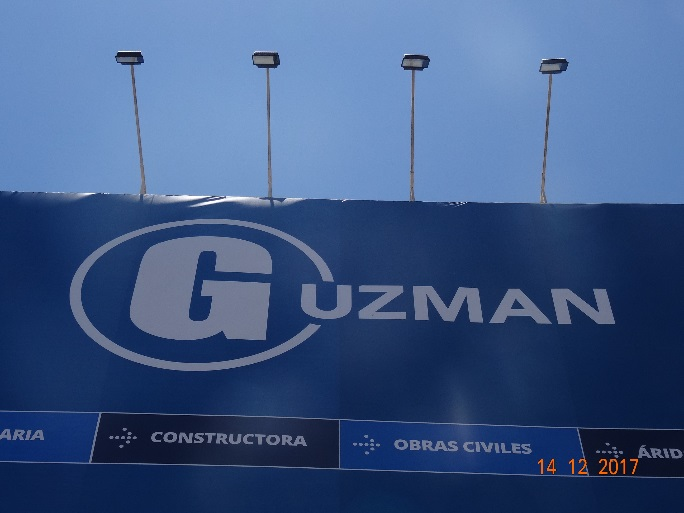 GUZMAN
ARIA CONSTRUCTORA OBRAS CIVILES ÁRID
14 12 2017